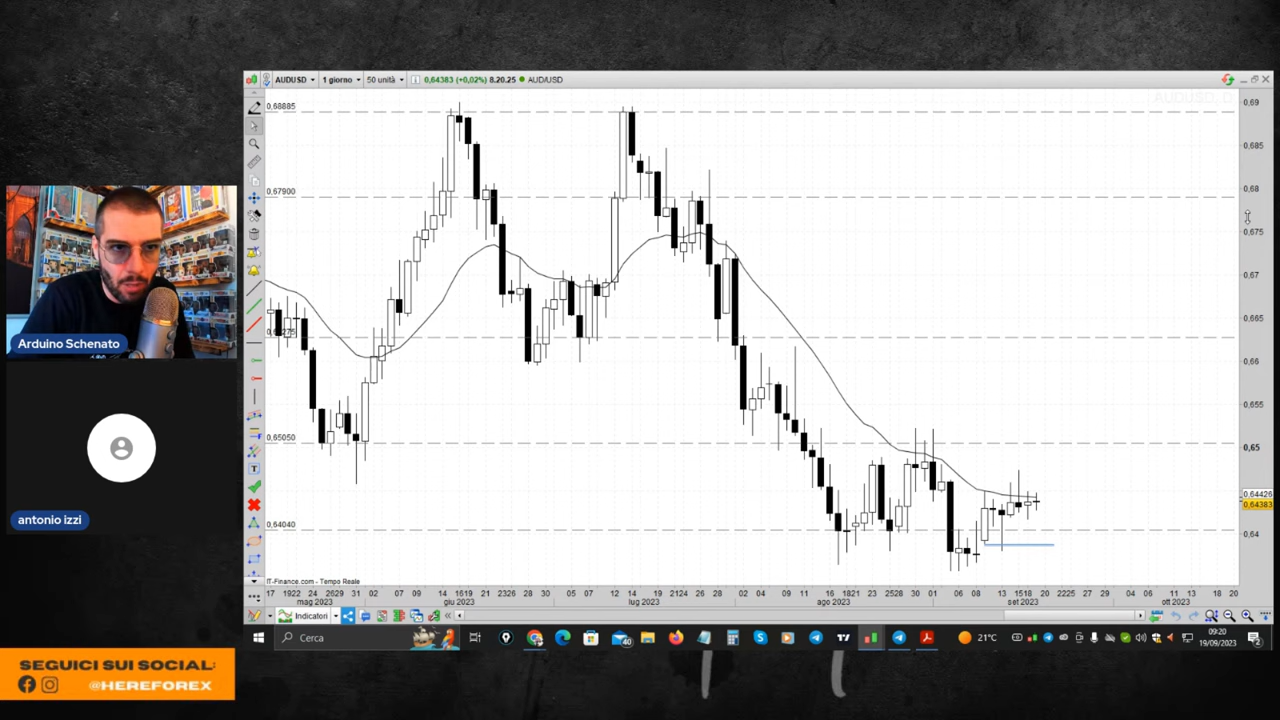 AUDUSD 1 giorno 50 unità 0,64383 (+0,02%) 8.20.25 AUD/USD
AUDUSD, D
0,68885
0,67900
0,65050
0,64040
0,69
0,685
0,68
0,675
0,67
0,665
0,66
0,655
0,65
0,64426
0,64383
0,64
IT-Finance.com - Tempo Reale
17 1922 24 2629 31 02 07 09 14 1619 21 2326 28 30 05 07 12 14 19 2124 26 28 02 04 09 11 16 1821 23 2528 30 01 06 08 13 1518 20 2225 27 29 04 06 11 13 18 20
mag 2023 giu 2023 lug 2023 ago 2023 set 2023 ott 2023
Indicatori
Arduino Schenato
antonio izzi
Cerca
40
21°C
09:20
19/09/2023
SEGUICI SUI SOCIAL:
@HEREFOREX